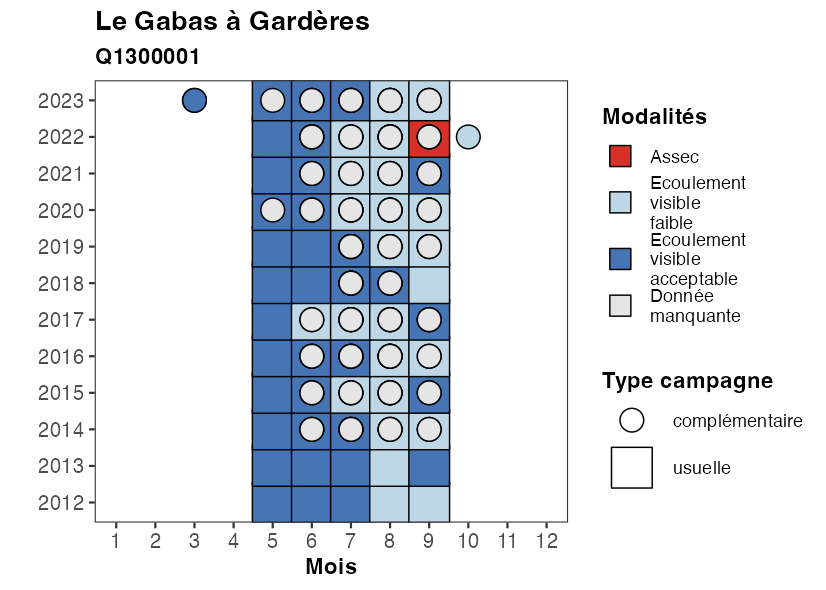 Le Gabas à Gardères
Q1300001
2023
2022
2021
2020
2019
2018
2017
2016
2015
2014
2013
2012
1 2 3 4 5 6 7 8 9 10 11 12
Mois
Modalités
Assec
Ecoulement
visible
faible
Ecoulement
visible
acceptable
Donnée
manquante
Type campagne
complémentaire
usuelle